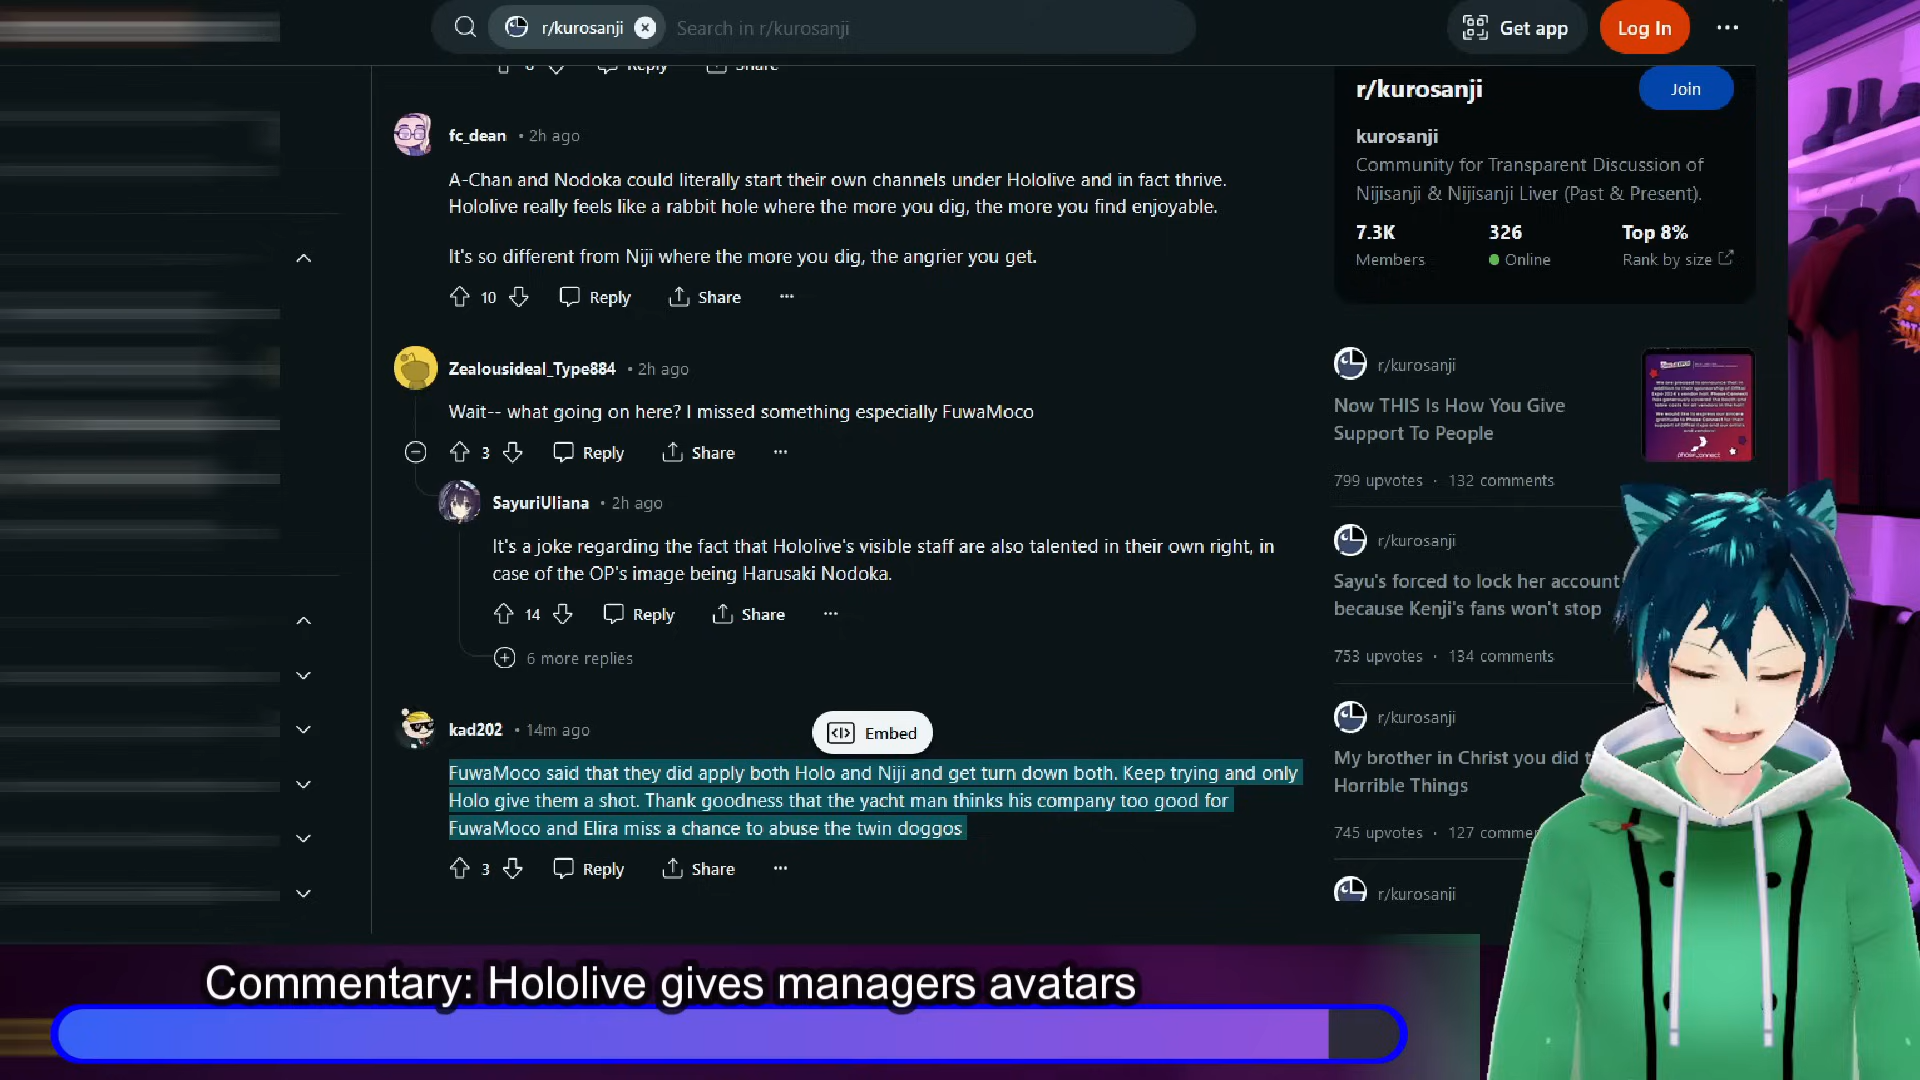 r/kurosanji
Search in r/kurosanji
Get app
Log In
6
Reply
Share
fc_dean • 2h ago
A-Chan and Nodoka could literally start their own channels under Hololive and in fact thrive.
Hololive really feels like a rabbit hole where the more you dig, the more you find enjoyable.
It's so different from Niji where the more you dig, the angrier you get.
10 Reply Share
Zealousideal_Type884 • 2h ago
Wait-- what going on here? I missed something especially FuwaMoco
3 Reply Share
SayuriUliana • 2h ago
It's a joke regarding the fact that Hololive's visible staff are also talented in their own right, in
case of the OP's image being Harusaki Nodoka.
14 Reply Share
6 more replies
kad202 • 14m ago
Embed
FuwaMoco said that they did apply both Holo and Niji and get turn down both. Keep trying and only
Holo give them a shot. Thank goodness that the yacht man thinks his company too good for
FuwaMoco and Elira miss a chance to abuse the twin doggos
3 Reply Share
r/kurosanji
Join
kurosanji
Community for Transparent Discussion of
Nijisanji & Nijisanji Liver (Past & Present).
7.3K 326 Top 8%
Members Online Rank by size
r/kurosanji
Now THIS Is How You Give
Support To People
799 upvotes · 132 comments
r/kurosanji
Sayu's forced to lock her account
because Kenji's fans won't stop
753 upvotes · 134 comments
r/kurosanji
My brother in Christ you did t
Horrible Things
745 upvotes · 127 commen
r/kurosanji
Commentary: Hololive gives managers avatars